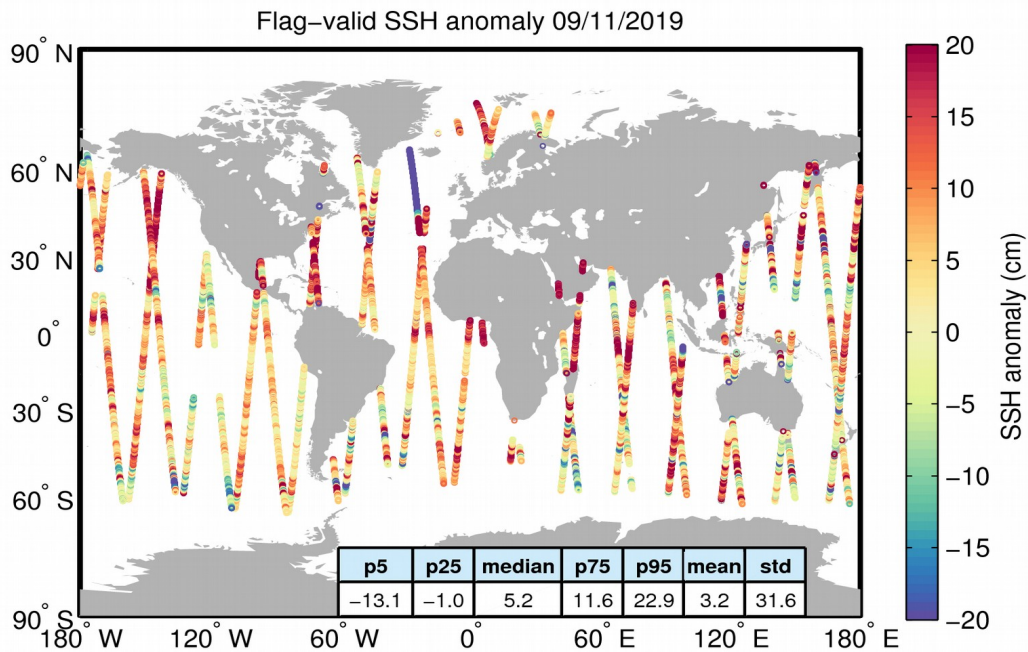 Flag−valid SSH anomaly 09/11/2019
90° N
60° N
30° N
0°
30° S
60° S
90° S
180° W
120° W
60° W
0°
60° E
120° E
180° E
p5 p25 median p75 p95 mean std
−13.1 −1.0 5.2 11.6 22.9 3.2 31.6
20
15
10
5
0
−5
−10
−15
−20
SSH anomaly (cm)